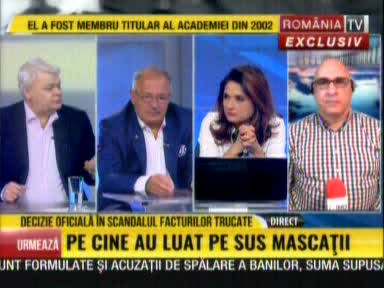 EL A FOST MEMBRU TITULAR AL ACADEMIEI DIN 2002
ROMÂNIA TV
EXCLUSIV
DECIZIE OFICIALĂ ÎN SCANDALUL FACTURILOR TRUCATE
DIRECT
URMEAZĂ
PE CINE AU LUAT PE SUS MASCAȚII
UNT FORMULATE ȘI ACUZAȚII DE SPĂLARE A BANILOR, SUMA SUPUS